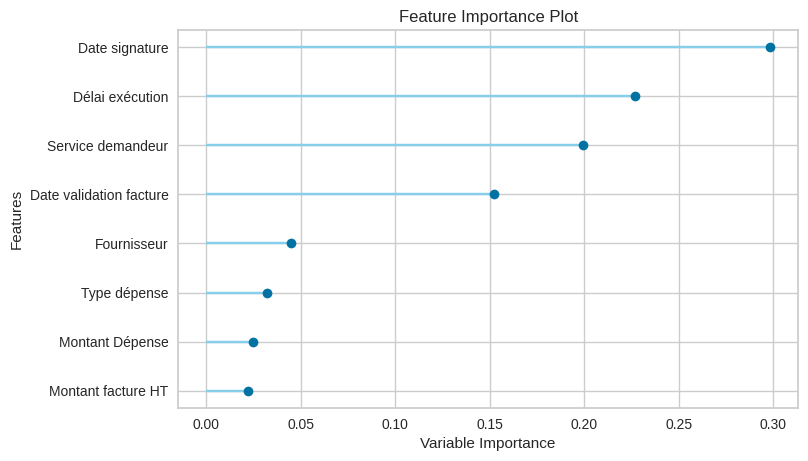 Feature Importance Plot
Date signature
Délai exécution
Service demandeur
Date validation facture
Fournisseur
Type dépense
Montant Dépense
Montant facture HT
Features
0.00 0.05 0.10 0.15 0.20 0.25 0.30
Variable Importance